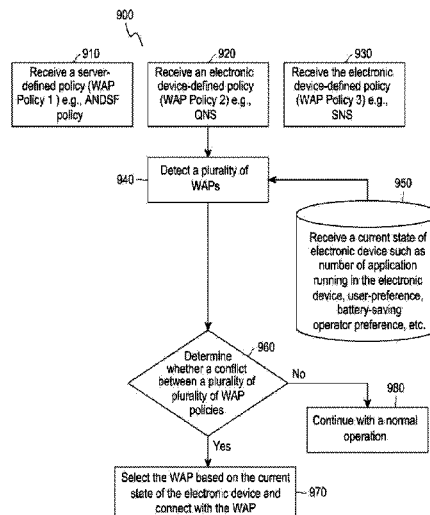 900
910
920
930
Receive a server-
defined policy (WAP
Policy 1 ) e.g., ANDSF
policy
Receive an electronic
device-defined policy
(WAP Policy 2) e.g.,
QNS
Receive the electronic
device-defined policy
(WAP Policy 3) e.g.,
SNS
940
Detect a plurality of
WAPs
950
Receive a current state of
electronic device such as
number of application
running in the electronic
device, user-preference,
battery-saving
operator preference, etc.
960
Determine
whether a conflict
between a plurality of
plurality of WAP
policies
No
980
Continue with a normal
operation
Yes
Select the WAP based on the current
state of the electronic device and
connect with the WAP
970